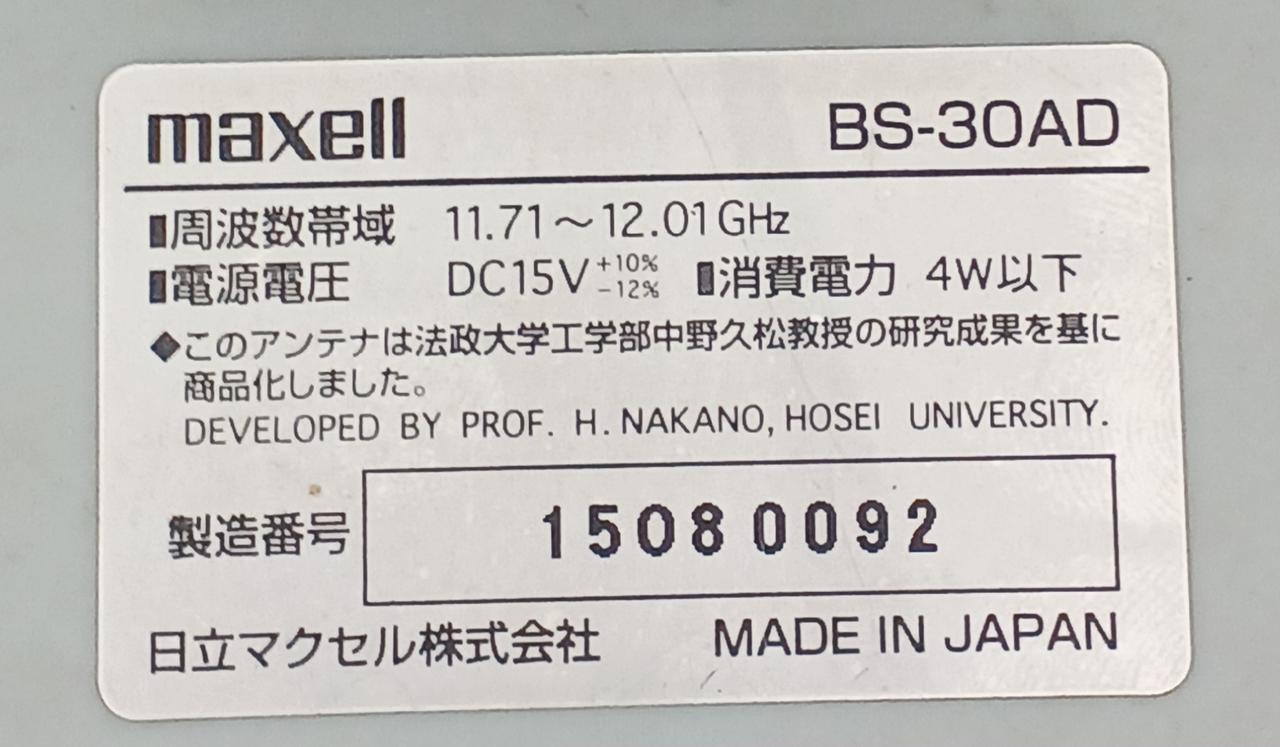 maxell BS-30AD
▮周波数帯域 11.71～12.01GHz
▮電源電圧 DC15V +10% -12% ▮消費電力 4W以下
◆このアンテナは法政大学工学部中野久松教授の研究成果を基に
商品化しました。
DEVELOPED BY PROF. H. NAKANO, HOSEI UNIVERSITY.
製造番号 15080092
日立マクセル株式会社 MADE IN JAPAN